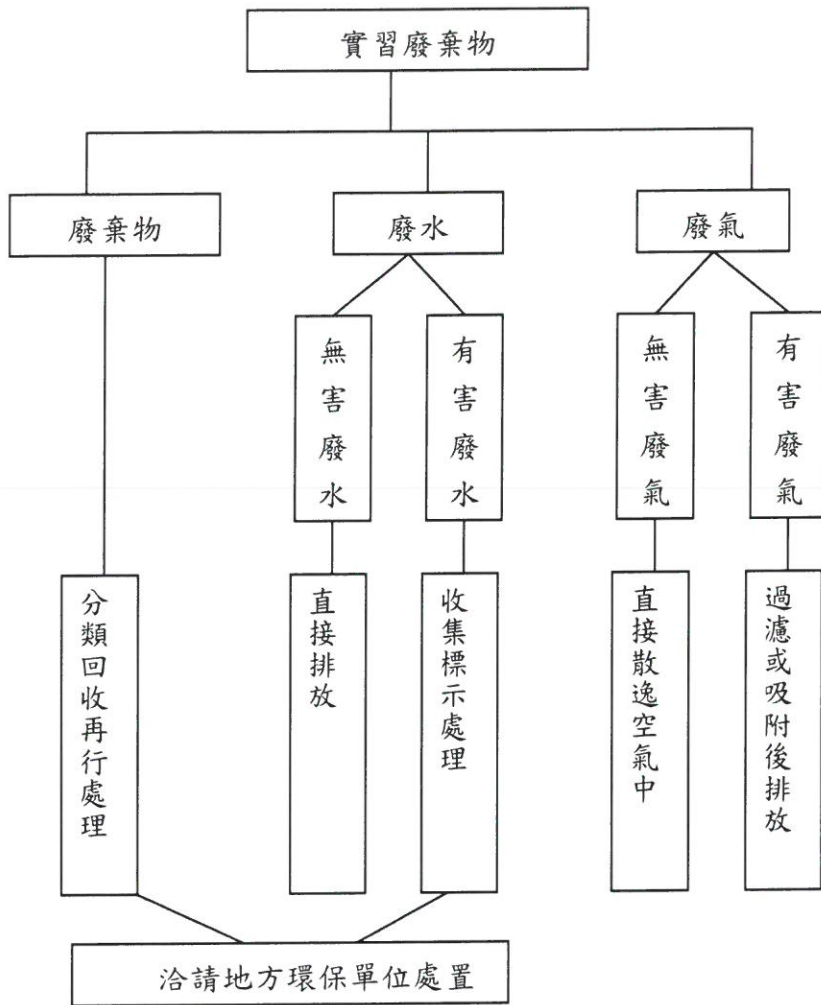 實習廢棄物
廢棄物
廢水
廢氣
無害廢水
有害廢水
無害廢氣
有害廢氣
分類回收再行處理
直接排放
收集標示處理
直接散逸空氣中
過濾或吸附後排放
洽請地方環保單位處置